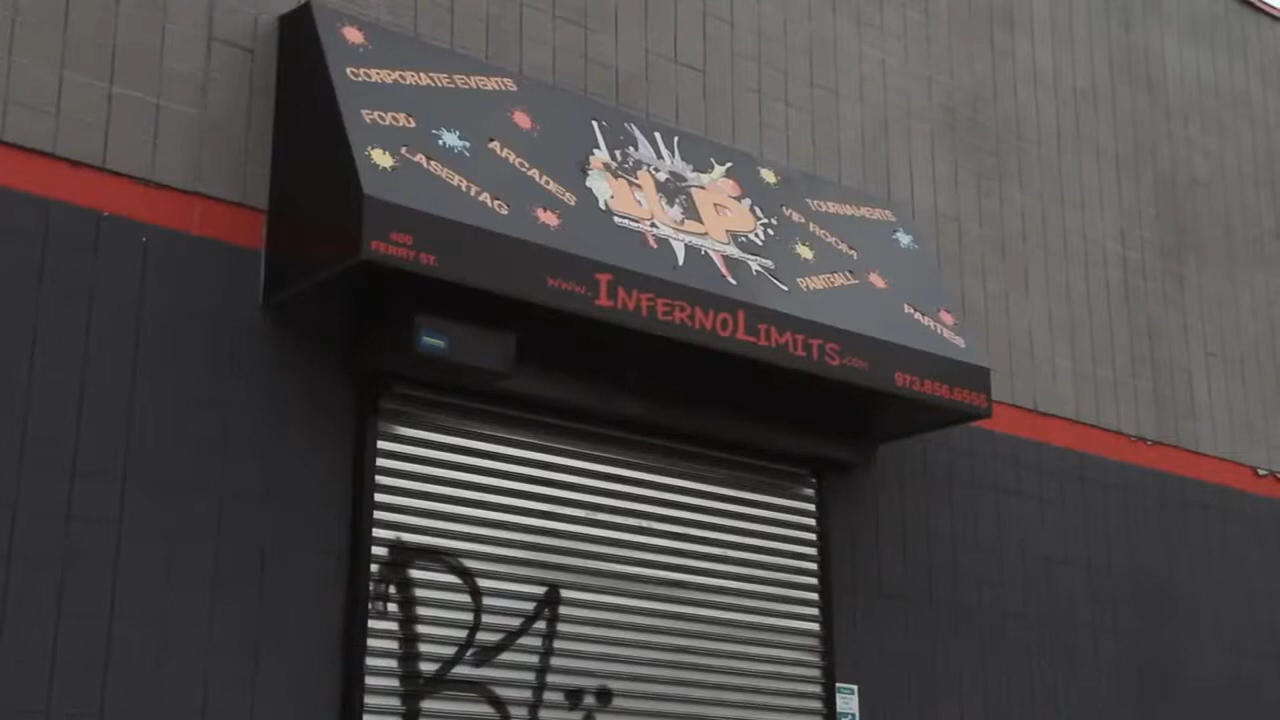 CORPORATE EVENTS
FOOD
ARCADES
LASERTAG
ILP
TOURNAMENTS
VIP ROOM
PAINTBALL
PARTIES
400
FERRY ST.
www.INFERNOLIMITS.com
973.856.6555